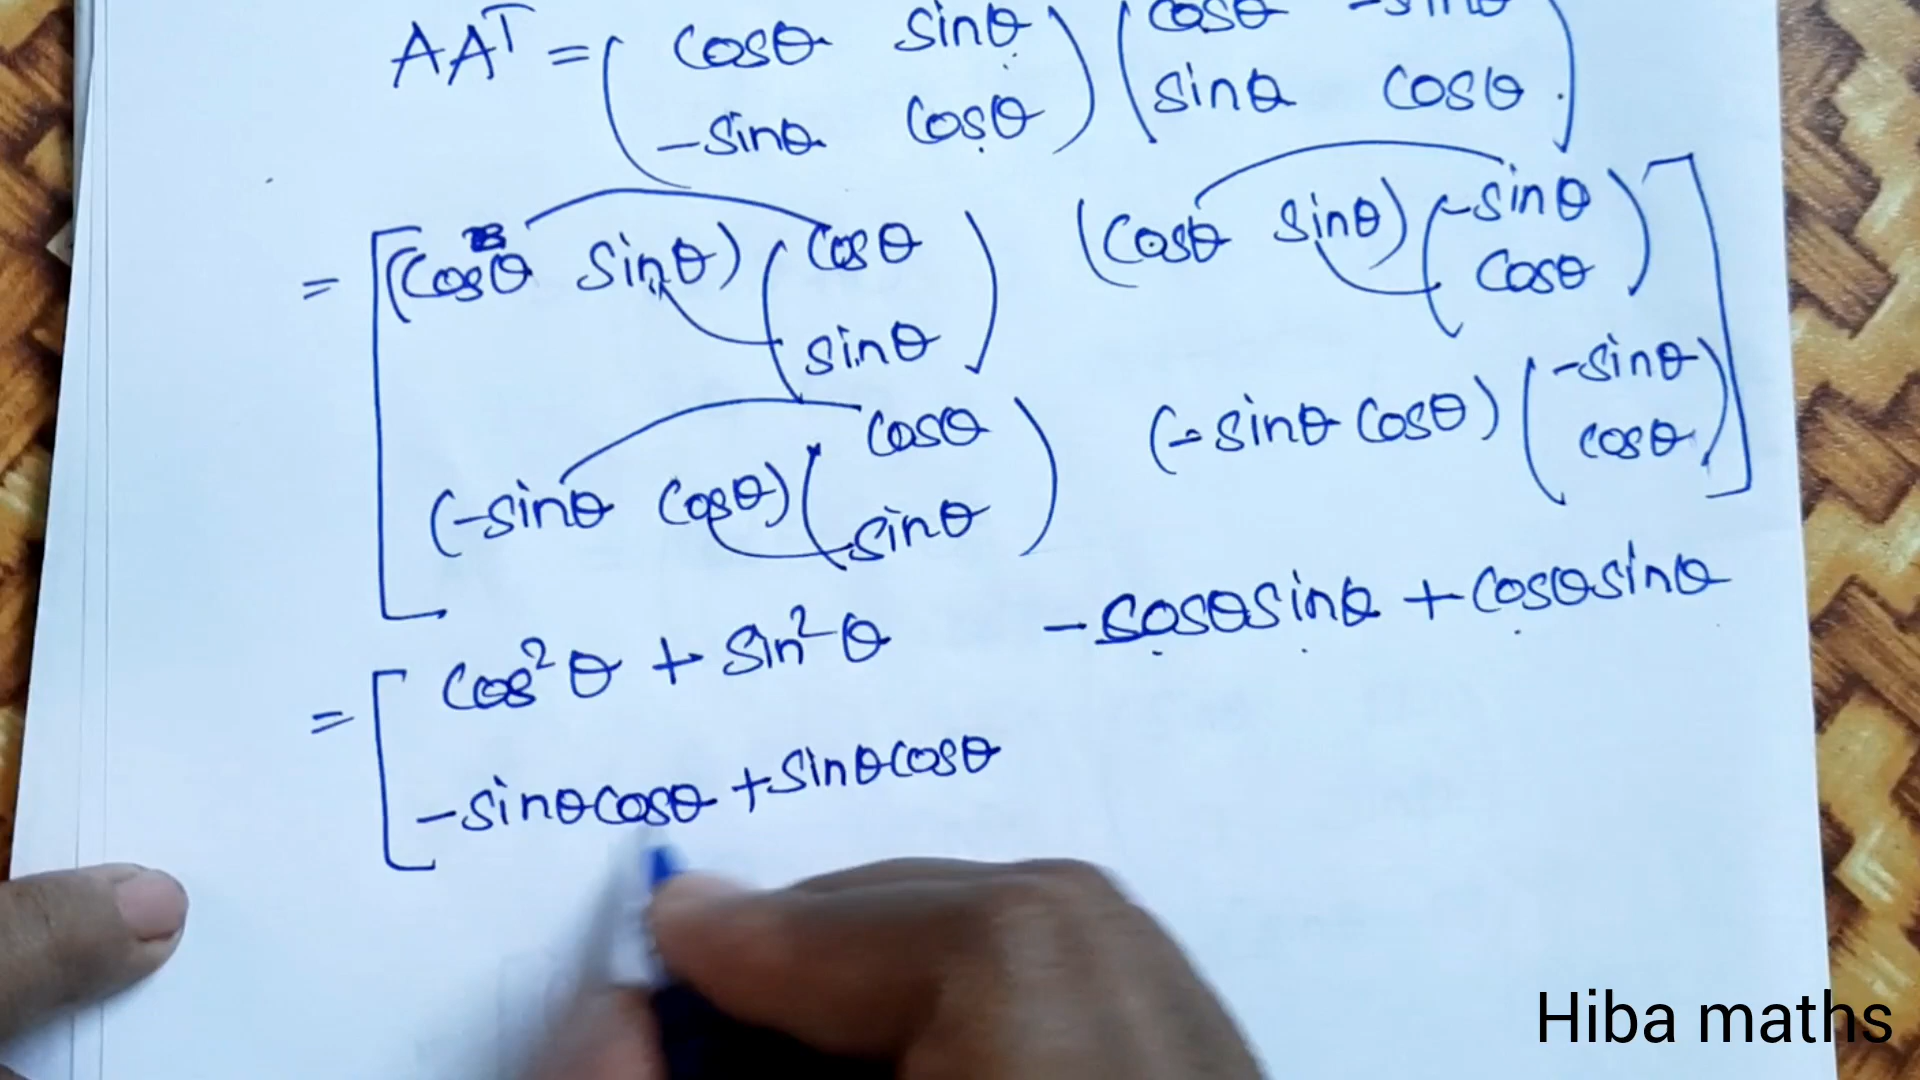 AAᵀ = ( cosθ sinθ ) ( cosθ -sinθ
-sinθ cosθ sinθ cosθ )
= [ (cosθ sinθ) ( cosθ ) (cosθ sinθ) ( -sinθ ) ]
sinθ cosθ
(-sinθ cosθ) ( cosθ ) (-sinθ cosθ) ( -sinθ )
sinθ cosθ
= [ cos²θ + sin²θ -cosθsinθ + cosθsinθ
-sinθcosθ + sinθcosθ
Hiba maths